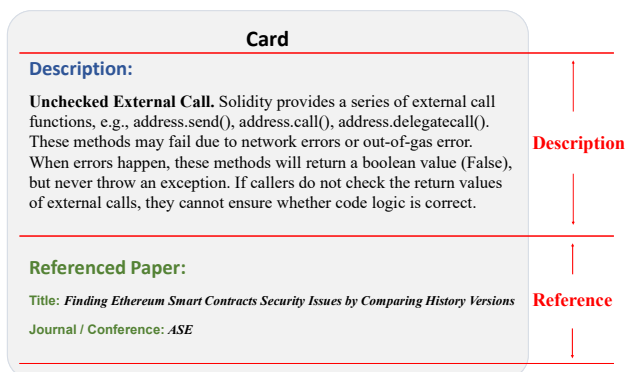 Card
Description:
Unchecked External Call. Solidity provides a series of external call
functions, e.g., address.send(), address.call(), address.delegatecall().
These methods may fail due to network errors or out-of-gas error.
When errors happen, these methods will return a boolean value (False),
but never throw an exception. If callers do not check the return values
of external calls, they cannot ensure whether code logic is correct.
Description
Referenced Paper:
Title: Finding Ethereum Smart Contracts Security Issues by Comparing History Versions
Journal / Conference: ASE
Reference